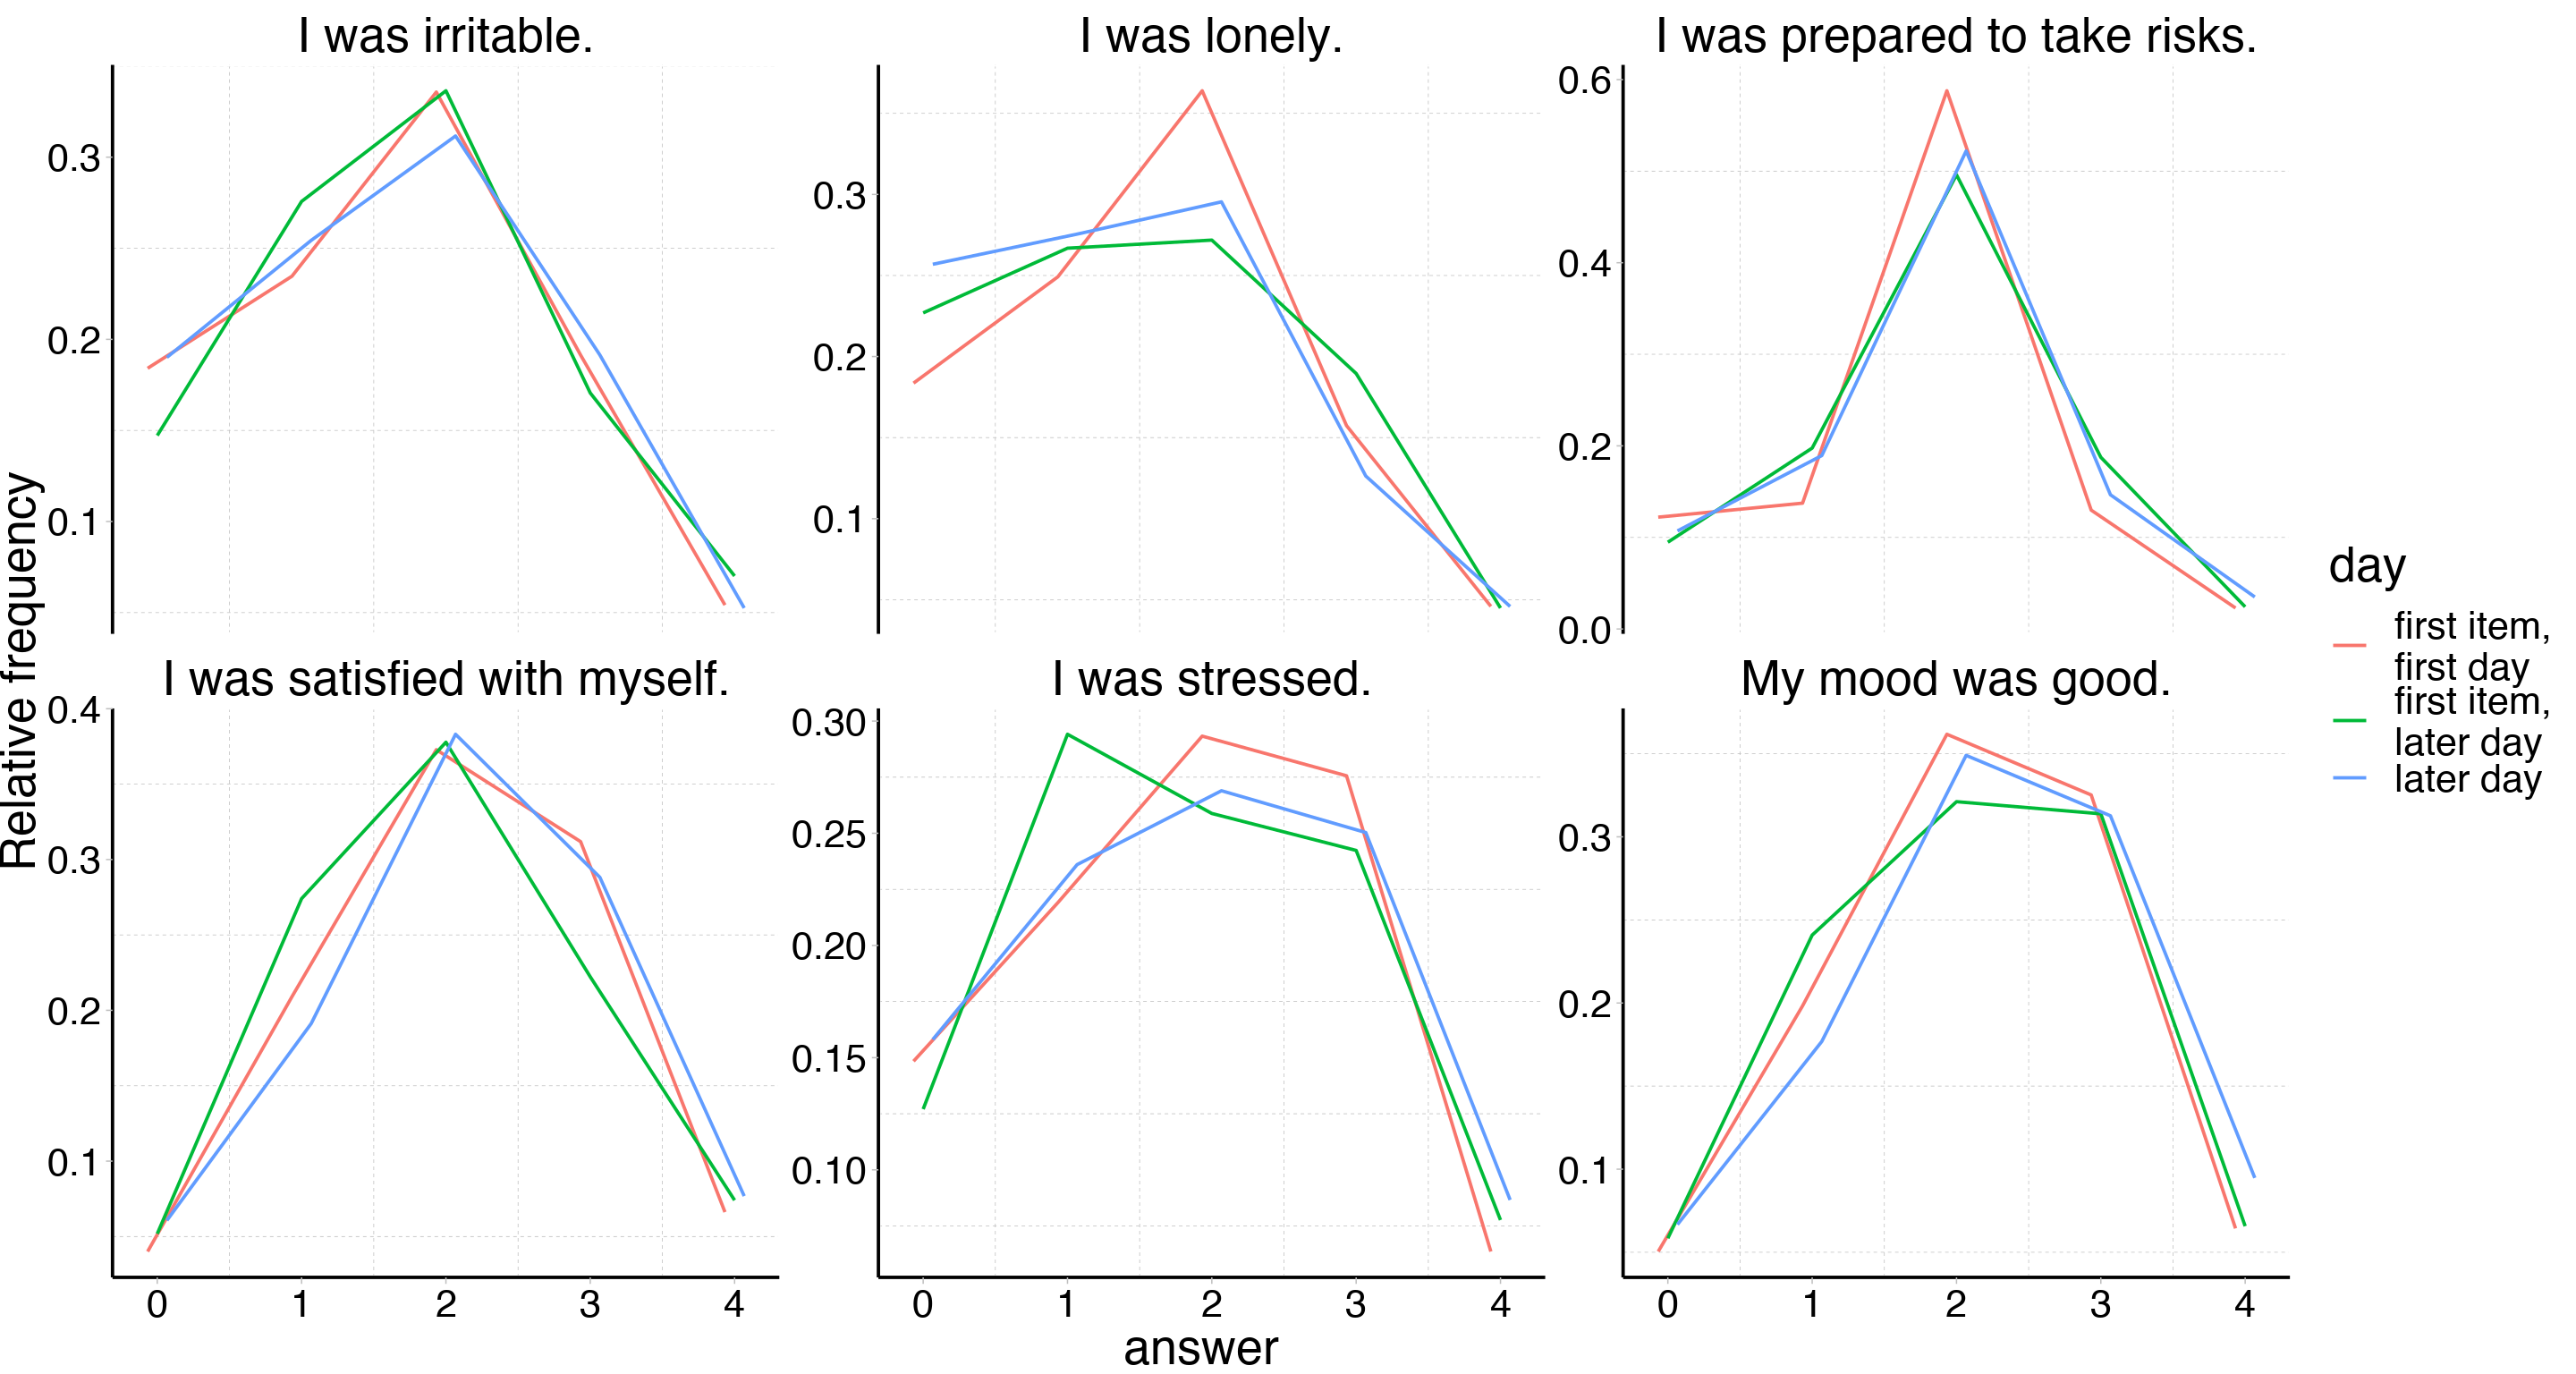 I was irritable.
I was lonely.
I was prepared to take risks.
0.3
0.2
0.1
0.3
0.2
0.1
0.6
0.4
0.2
0.0
I was satisfied with myself.
I was stressed.
My mood was good.
0.4
0.3
0.2
0.1
0.30
0.25
0.20
0.15
0.10
0.3
0.2
0.1
0 1 2 3 4
0 1 2 3 4
0 1 2 3 4
Relative frequency
answer
day
first item,
first day
first item,
later day
later day